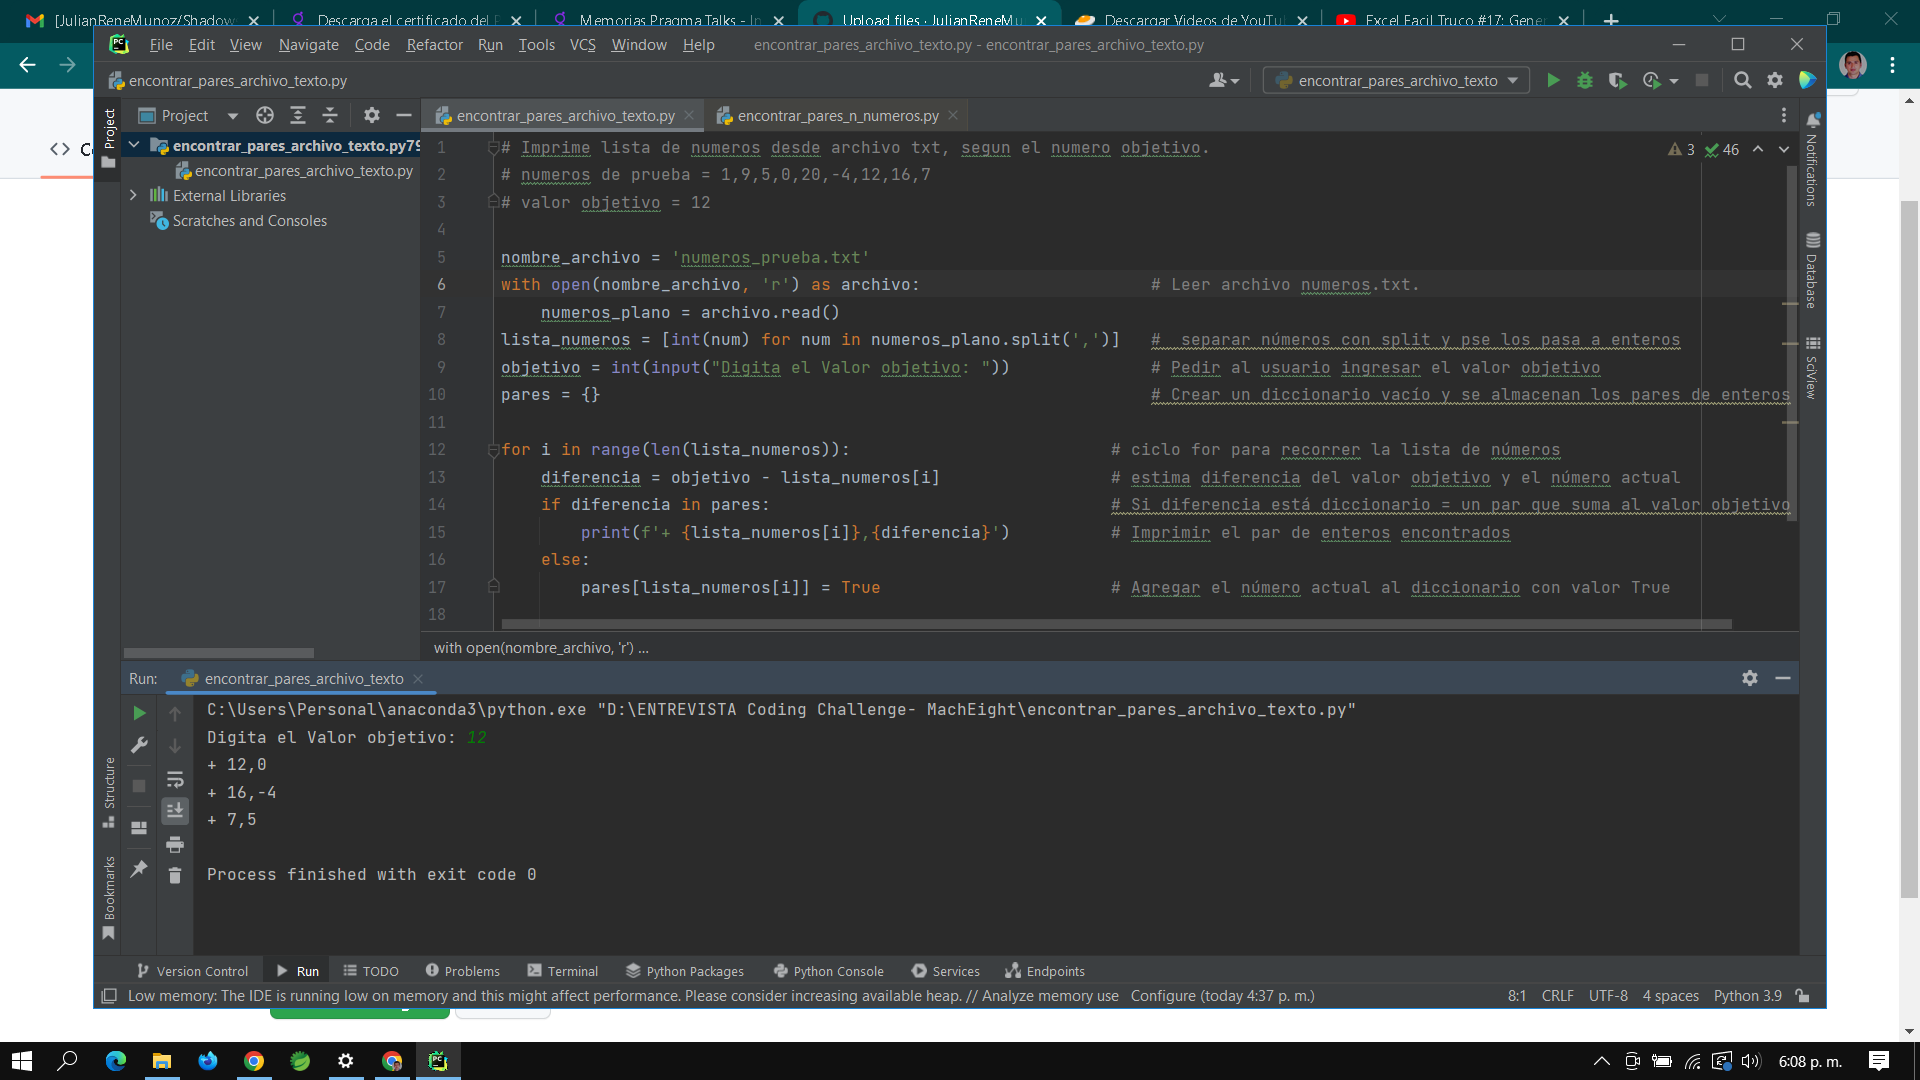 [JulianReneMunoz/Shadow
Descarga el certificado del
Memorias Pragma Talks - In
Upload files · JulianReneMu
Descargar Videos de YouTu
Excel Facil Truco #17: Gene
File Edit View Navigate Code Refactor Run Tools VCS Window Help encontrar_pares_archivo_texto.py - encontrar_pares_archivo_texto.py
encontrar_pares_archivo_texto.py
encontrar_pares_archivo_texto
Project
Project
encontrar_pares_archivo_texto.py
encontrar_pares_n_numeros.py
encontrar_pares_archivo_texto.py79
encontrar_pares_archivo_texto.py
External Libraries
Scratches and Consoles
3 46
1 # Imprime lista de numeros desde archivo txt, segun el numero objetivo.
2 # numeros de prueba = 1,9,5,0,20,-4,12,16,7
3 # valor objetivo = 12
4
5 nombre_archivo = 'numeros_prueba.txt'
6 with open(nombre_archivo, 'r') as archivo: # Leer archivo numeros.txt.
7 numeros_plano = archivo.read()
8 lista_numeros = [int(num) for num in numeros_plano.split(',')] # separar números con split y pse los pasa a enteros
9 objetivo = int(input("Digita el Valor objetivo: ")) # Pedir al usuario ingresar el valor objetivo
10 pares = {} # Crear un diccionario vacío y se almacenan los pares de enteros
11
12 for i in range(len(lista_numeros)): # ciclo for para recorrer la lista de números
13 diferencia = objetivo - lista_numeros[i] # estima diferencia del valor objetivo y el número actual
14 if diferencia in pares: # Si diferencia está diccionario = un par que suma al valor objetivo
15 print(f'+ {lista_numeros[i]},{diferencia}') # Imprimir el par de enteros encontrados
16 else:
17 pares[lista_numeros[i]] = True # Agregar el número actual al diccionario con valor True
18
with open(nombre_archivo, 'r') ...
Notifications
Database
SciView
Run: encontrar_pares_archivo_texto
C:\Users\Personal\anaconda3\python.exe "D:\ENTREVISTA Coding Challenge- MachEight\encontrar_pares_archivo_texto.py"
Digita el Valor objetivo: 12
+ 12,0
+ 16,-4
+ 7,5
Process finished with exit code 0
Structure
Bookmarks
Version Control Run TODO Problems Terminal Python Packages Python Console Services Endpoints
Low memory: The IDE is running low on memory and this might affect performance. Please consider increasing available heap. // Analyze memory use Configure (today 4:37 p. m.) 8:1 CRLF UTF-8 4 spaces Python 3.9
6:08 p. m.